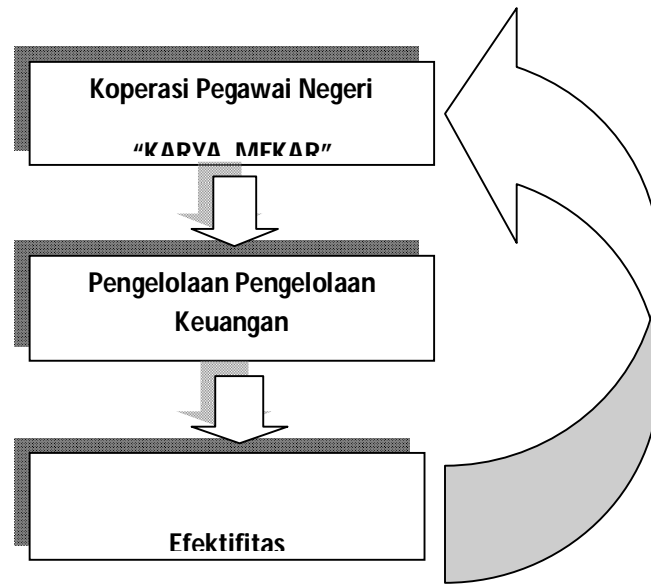 Koperasi Pegawai Negeri
“KARYA MEKAR”
Pengelolaan Pengelolaan
Keuangan
Efektifitas